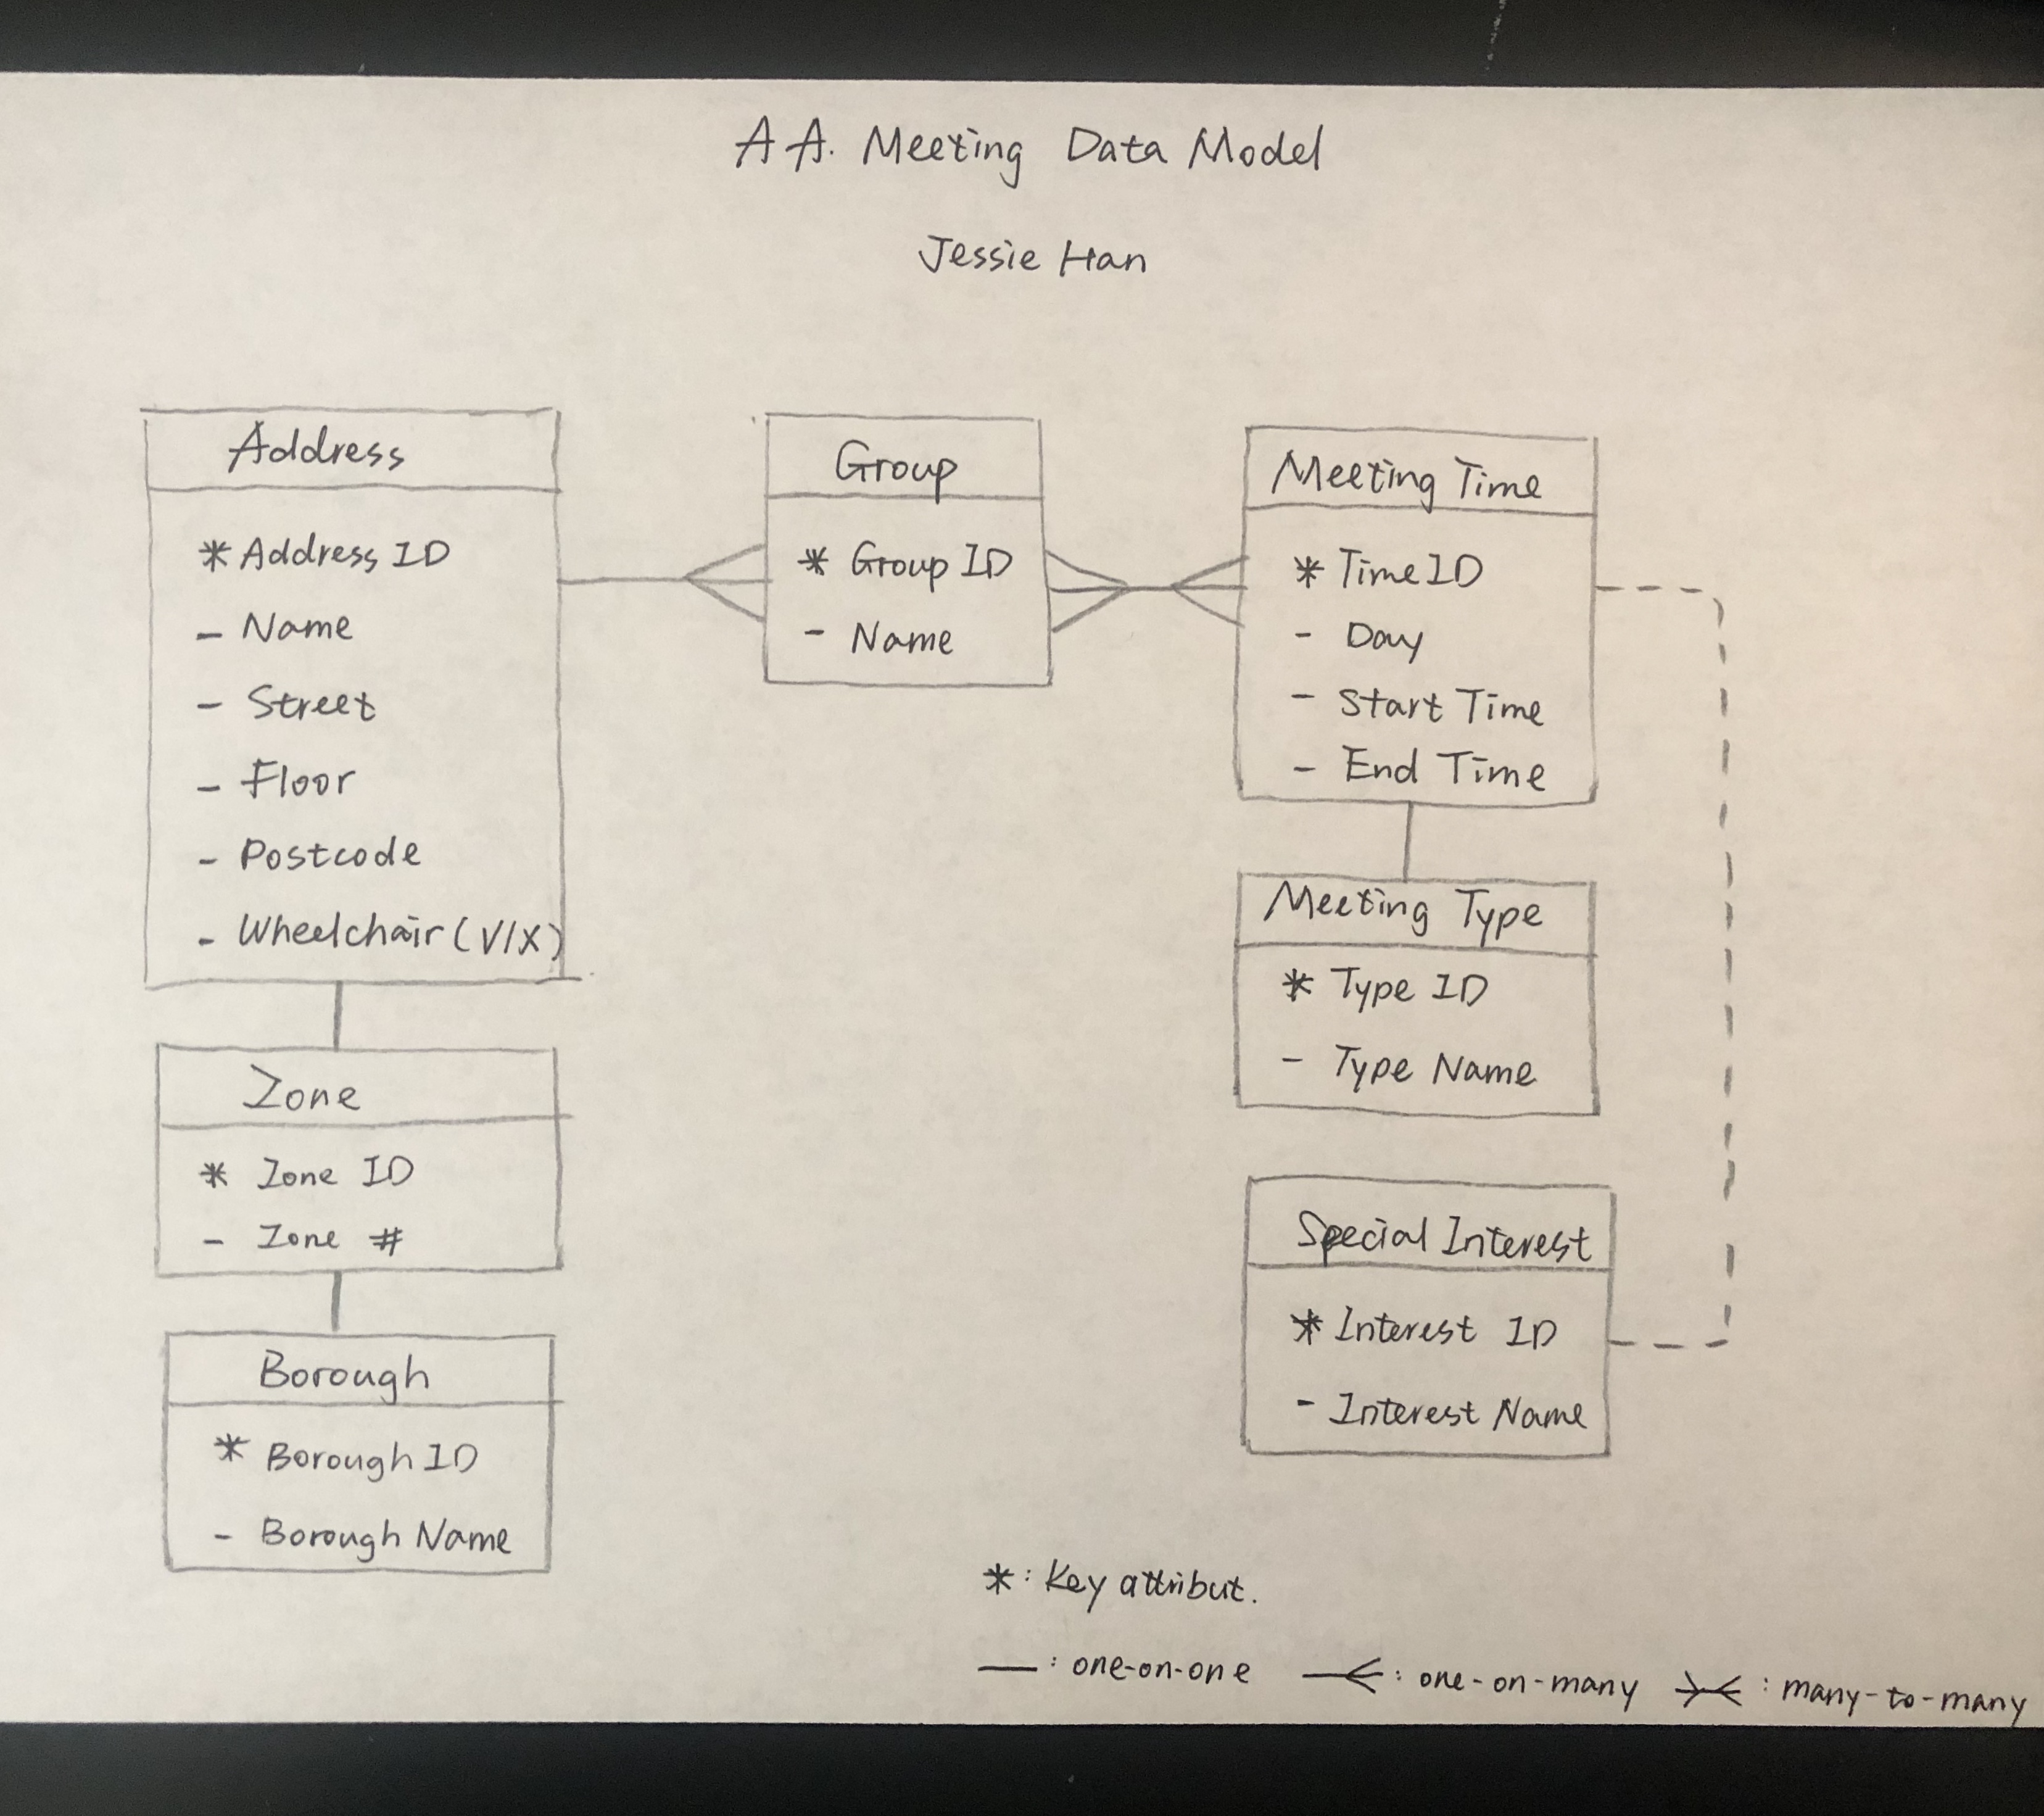 A.A. Meeting Data Model
Jessie Han
Address
* Address ID
- Name
- Street
- Floor
- Postcode
- Wheelchair (V/X)
Zone
* Zone ID
- Zone #
Borough
* Borough ID
- Borough Name
Group
* Group ID
- Name
Meeting Time
* Time ID
- Day
- Start Time
- End Time
Meeting Type
* Type ID
- Type Name
Special Interest
* Interest ID
- Interest Name
* : Key attribut.
— : one-on-one
: one-on-many
: many-to-many